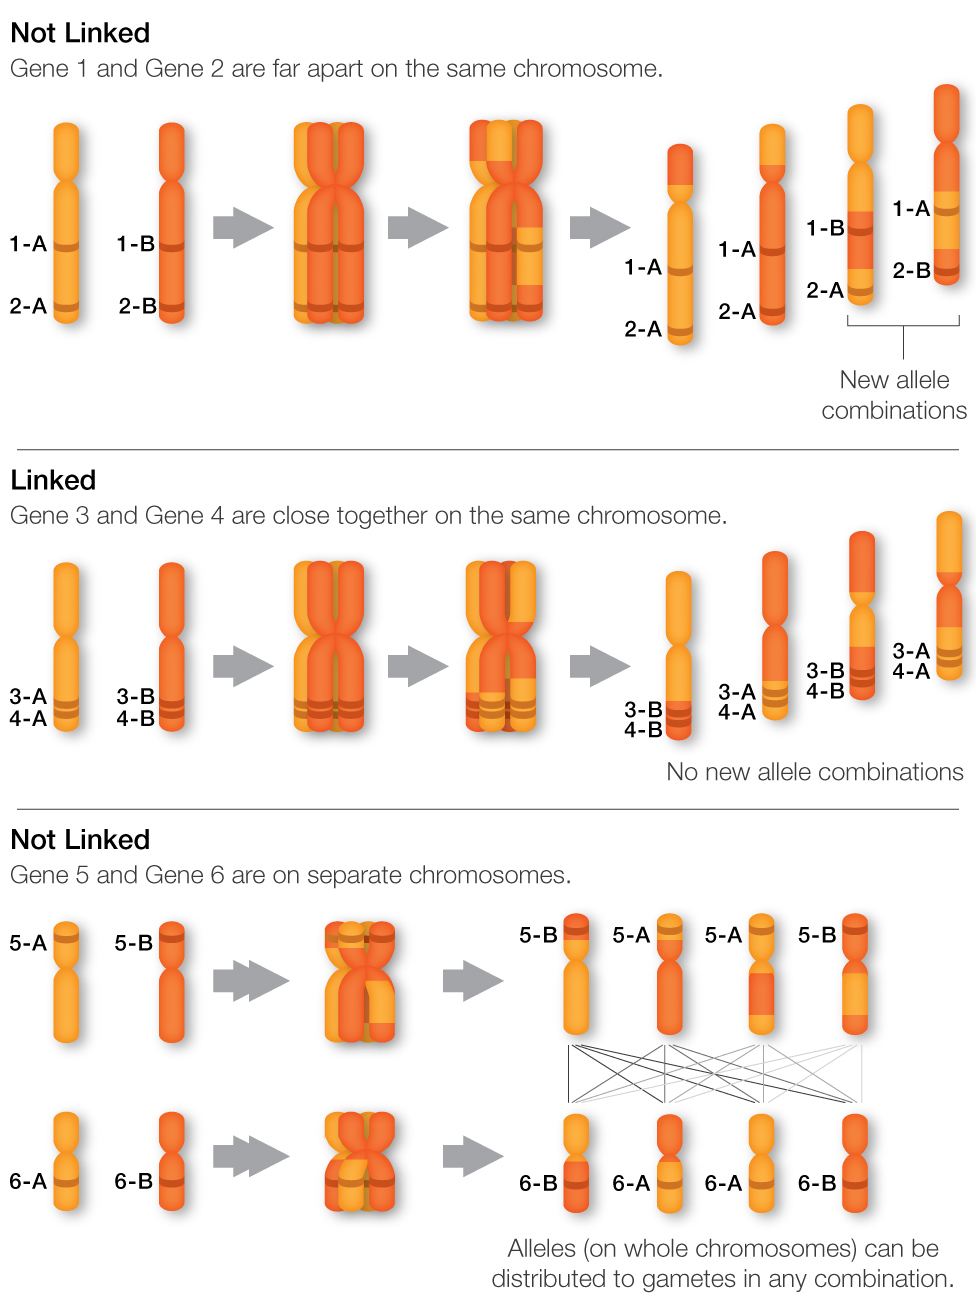 Not Linked
Gene 1 and Gene 2 are far apart on the same chromosome.
1-A
2-A
1-B
2-B
1-A
2-A
1-A
2-A
1-B
2-A
1-A
2-B
New allele
combinations
Linked
Gene 3 and Gene 4 are close together on the same chromosome.
3-A
4-A
3-B
4-B
3-B
4-B
3-A
4-A
3-B
4-B
3-A
4-A
No new allele combinations
Not Linked
Gene 5 and Gene 6 are on separate chromosomes.
5-A
5-B
5-B
5-A
5-A
5-B
6-A
6-B
6-B
6-A
6-A
6-B
Alleles (on whole chromosomes) can be
distributed to gametes in any combination.